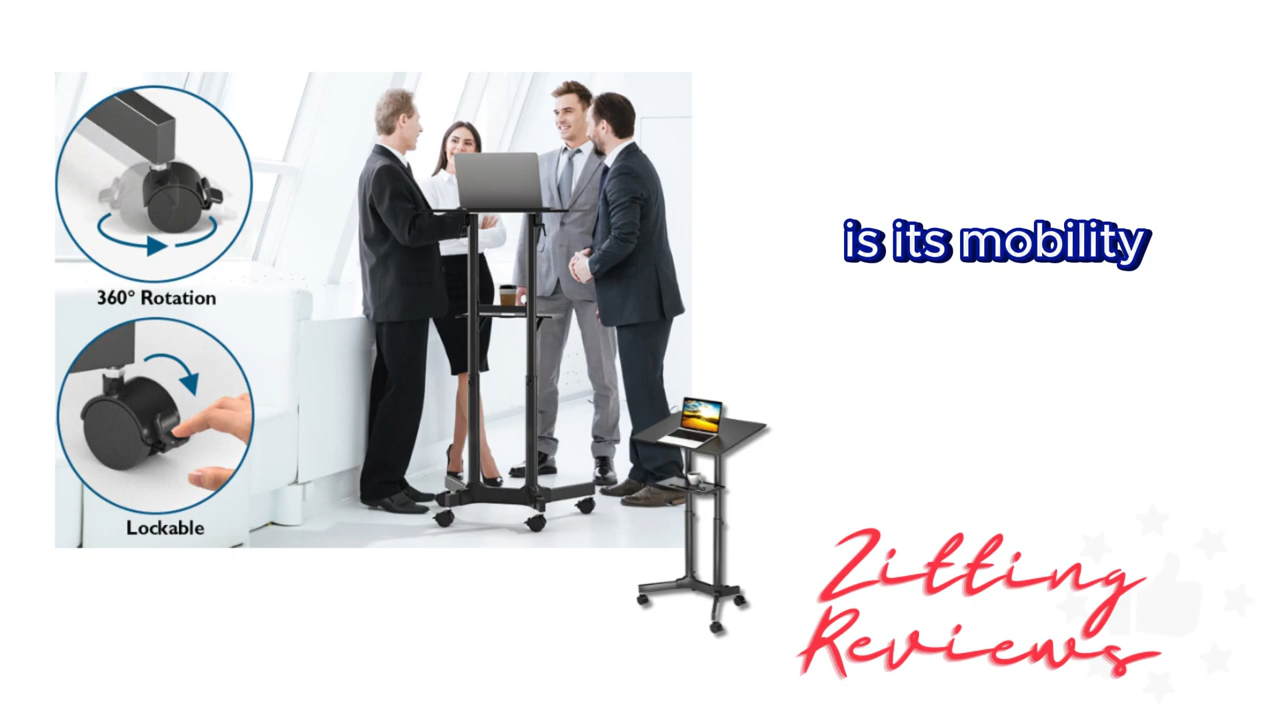 360° Rotation
Lockable
is its mobility
Zitting
Reviews